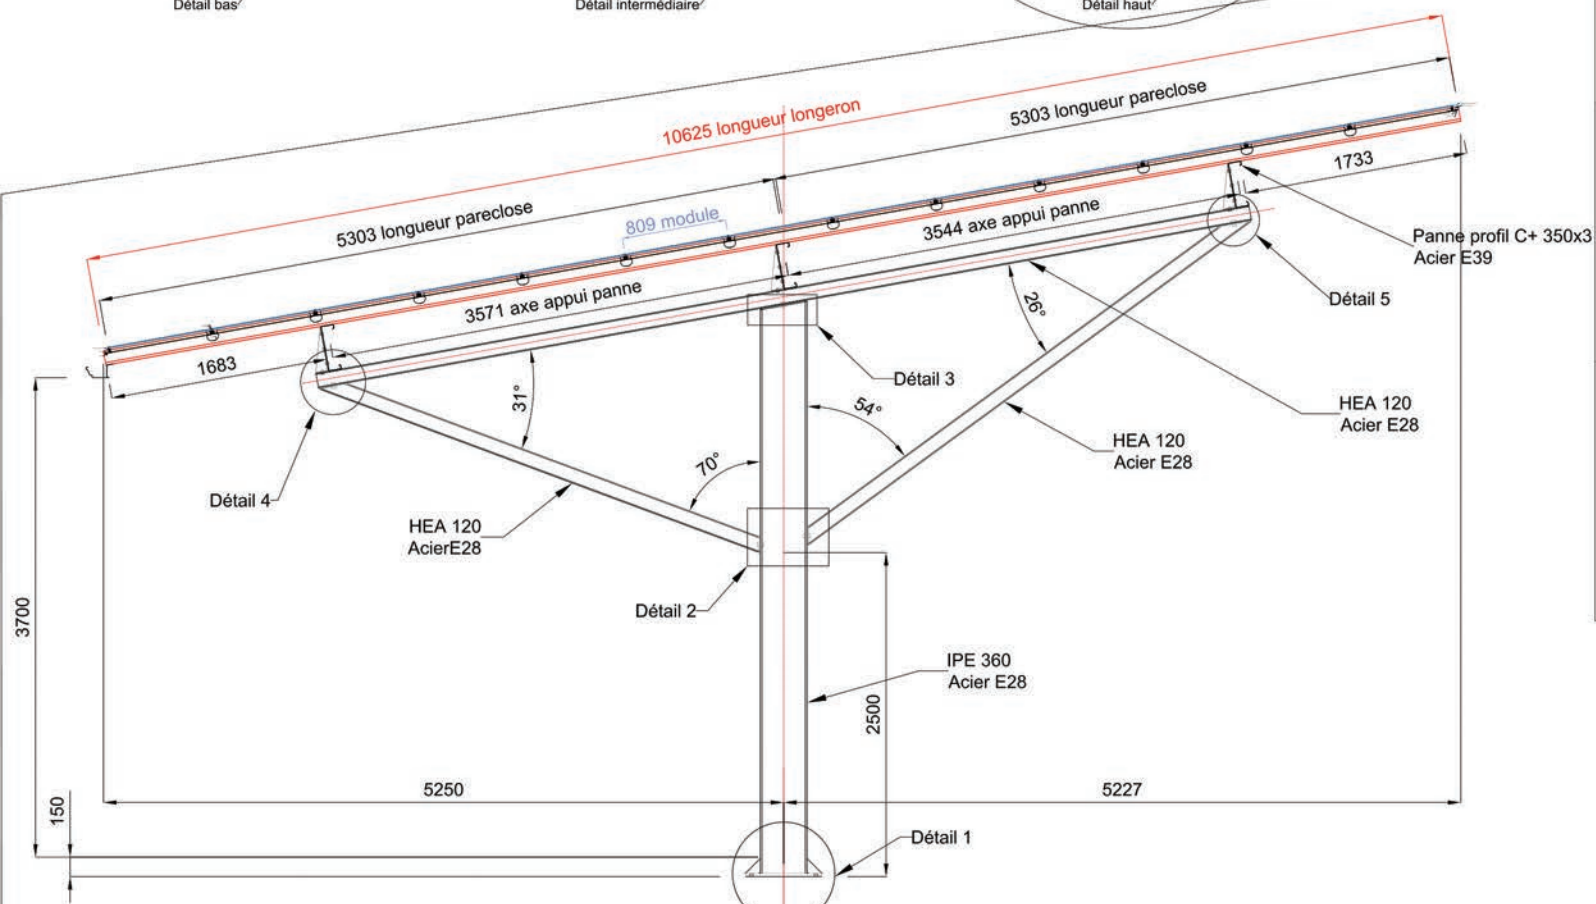 Détail bas
Détail intermédiaire
Détail haut
10625 longueur longeron
5303 longueur pareclose
5303 longueur pareclose
809 module
3544 axe appui panne
1733
3571 axe appui panne
1683
Panne profil C+ 350x3
Acier E39
Détail 5
26°
Détail 3
31°
54°
HEA 120
Acier E28
HEA 120
Acier E28
70°
Détail 4
HEA 120
AcierE28
Détail 2
3700
IPE 360
Acier E28
2500
5250
5227
150
Détail 1